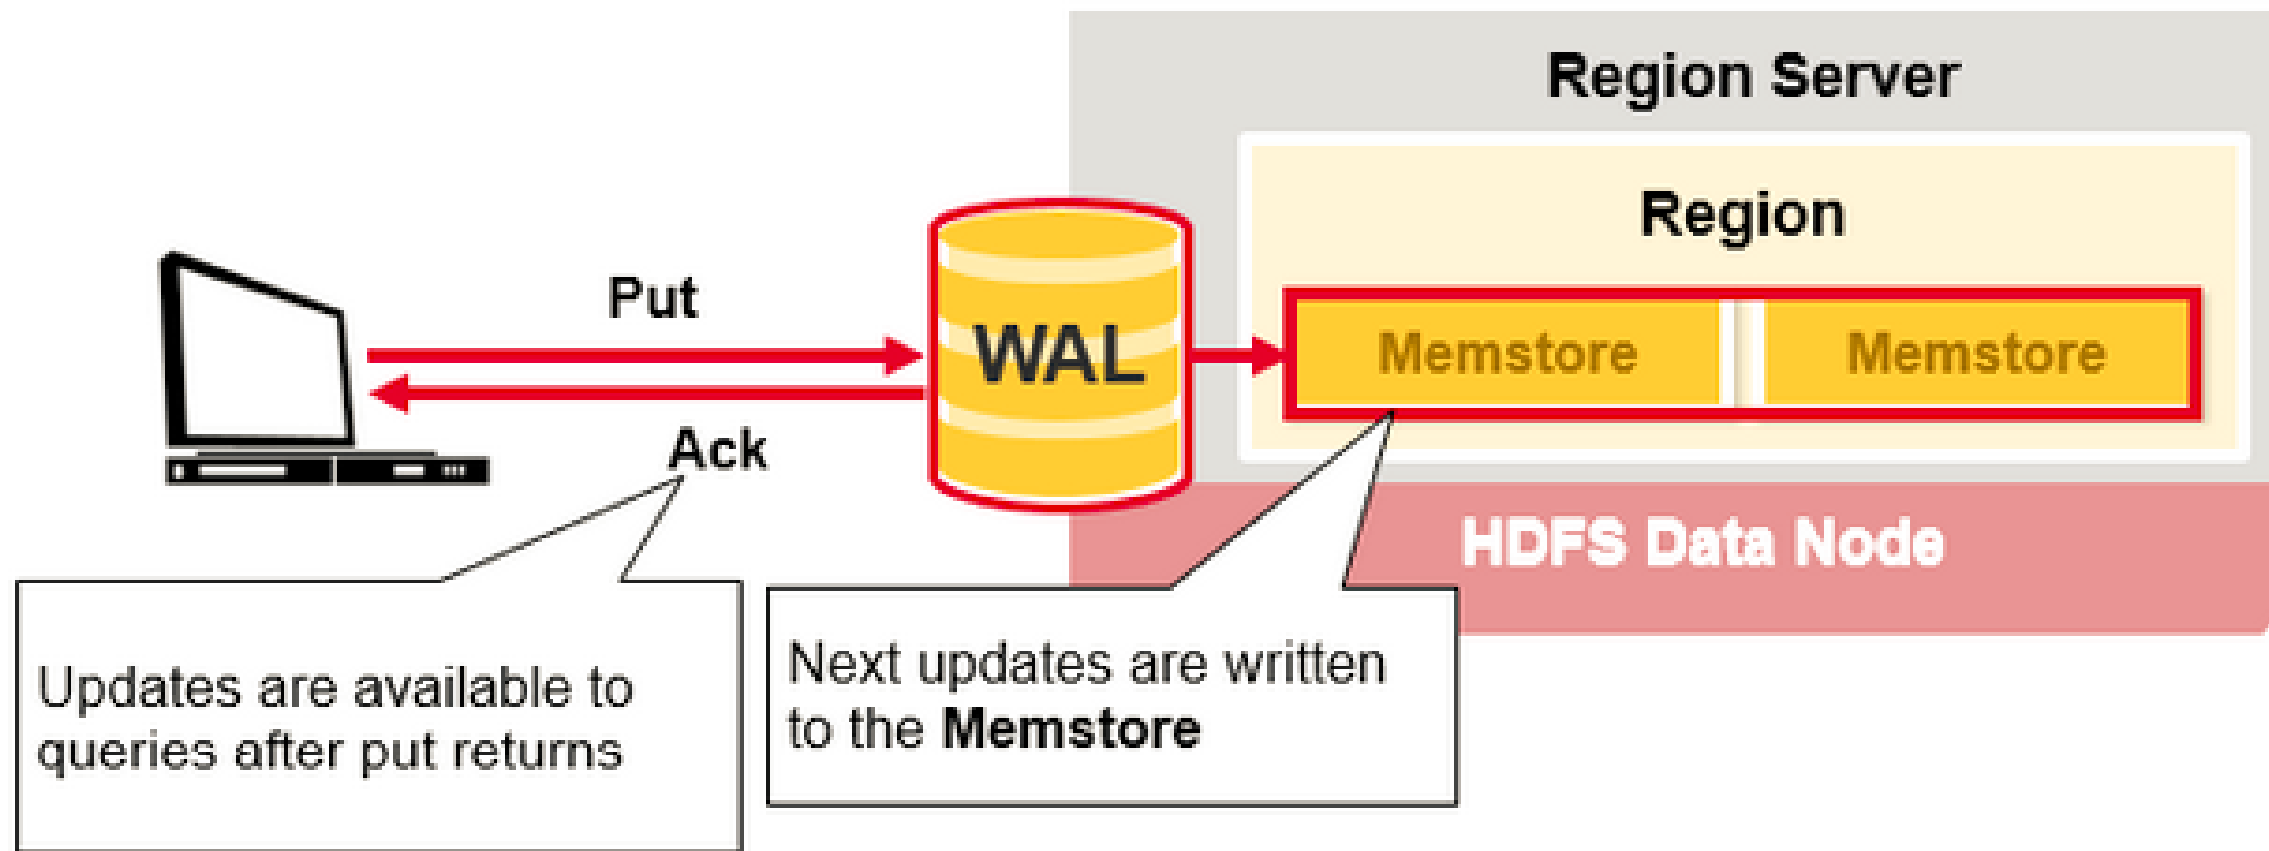 Region Server
Region
Put
WAL
Memstore
Memstore
Ack
HDFS Data Node
Updates are available to
queries after put returns
Next updates are written
to the Memstore